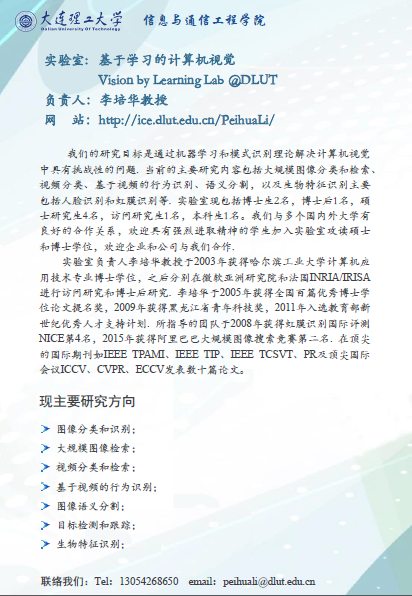 大连理工大学 信息与通信工程学院
Dalian University Of Technology
实验室：基于学习的计算机视觉
Vision by Learning Lab @DLUT
负责人：李培华教授
网 站：http://ice.dlut.edu.cn/PeihuaLi/
我们的研究目标是通过机器学习和模式识别理论解决计算机视觉
中具有挑战性的问题. 当前的主要研究内容包括大规模图像分类和检索、
视频分类、基于视频的行为识别、语义分割，以及生物特征识别主要
包括人脸识别和虹膜识别等. 实验室现包括博士生2名，博士后1名，硕
士研究生4名，访问研究生1名，本科生1名。我们与多个国内外大学有
良好的合作关系，欢迎具有强烈进取精神的学生加入实验室攻读硕士
和博士学位，欢迎企业和公司与我们合作.
实验室负责人李培华教授于2003年获得哈尔滨工业大学计算机应
用技术专业博士学位，之后分别在微软亚洲研究院和法国INRIA/IRISA
进行访问研究和博士后研究. 李培华于2005年获得全国百篇优秀博士学
位论文提名奖，2009年获得黑龙江省青年科技奖，2011年入选教育部新
世纪优秀人才支持计划. 所指导的团队于2008年获得虹膜识别国际评测
NICE第4名，2015年获得阿里巴巴大规模图像搜索竞赛第二名. 在顶尖
的国际期刊如IEEE TPAMI、IEEE TIP、IEEE TCSVT、PR及顶尖国际
会议ICCV、CVPR、ECCV发表数十篇论文。
现主要研究方向
图像分类和识别；
大规模图像检索；
视频分类和检索；
基于视频的行为识别；
图像语义分割；
目标检测和跟踪；
生物特征识别；
联络我们：Tel：13054268650 email：peihuali@dlut.edu.cn